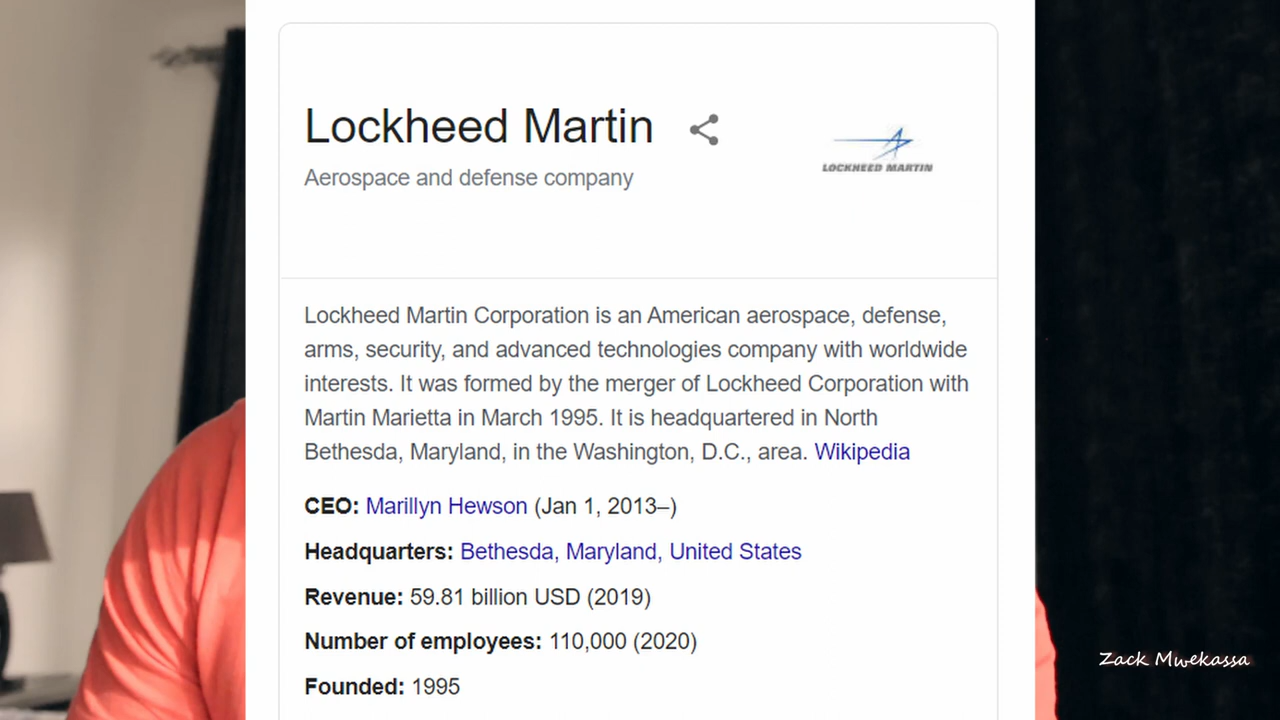 Lockheed Martin
Aerospace and defense company
LOCKHEED MARTIN
Lockheed Martin Corporation is an American aerospace, defense,
arms, security, and advanced technologies company with worldwide
interests. It was formed by the merger of Lockheed Corporation with
Martin Marietta in March 1995. It is headquartered in North
Bethesda, Maryland, in the Washington, D.C., area. Wikipedia
CEO: Marillyn Hewson (Jan 1, 2013–)
Headquarters: Bethesda, Maryland, United States
Revenue: 59.81 billion USD (2019)
Number of employees: 110,000 (2020)
Founded: 1995
Zack Mwekassa